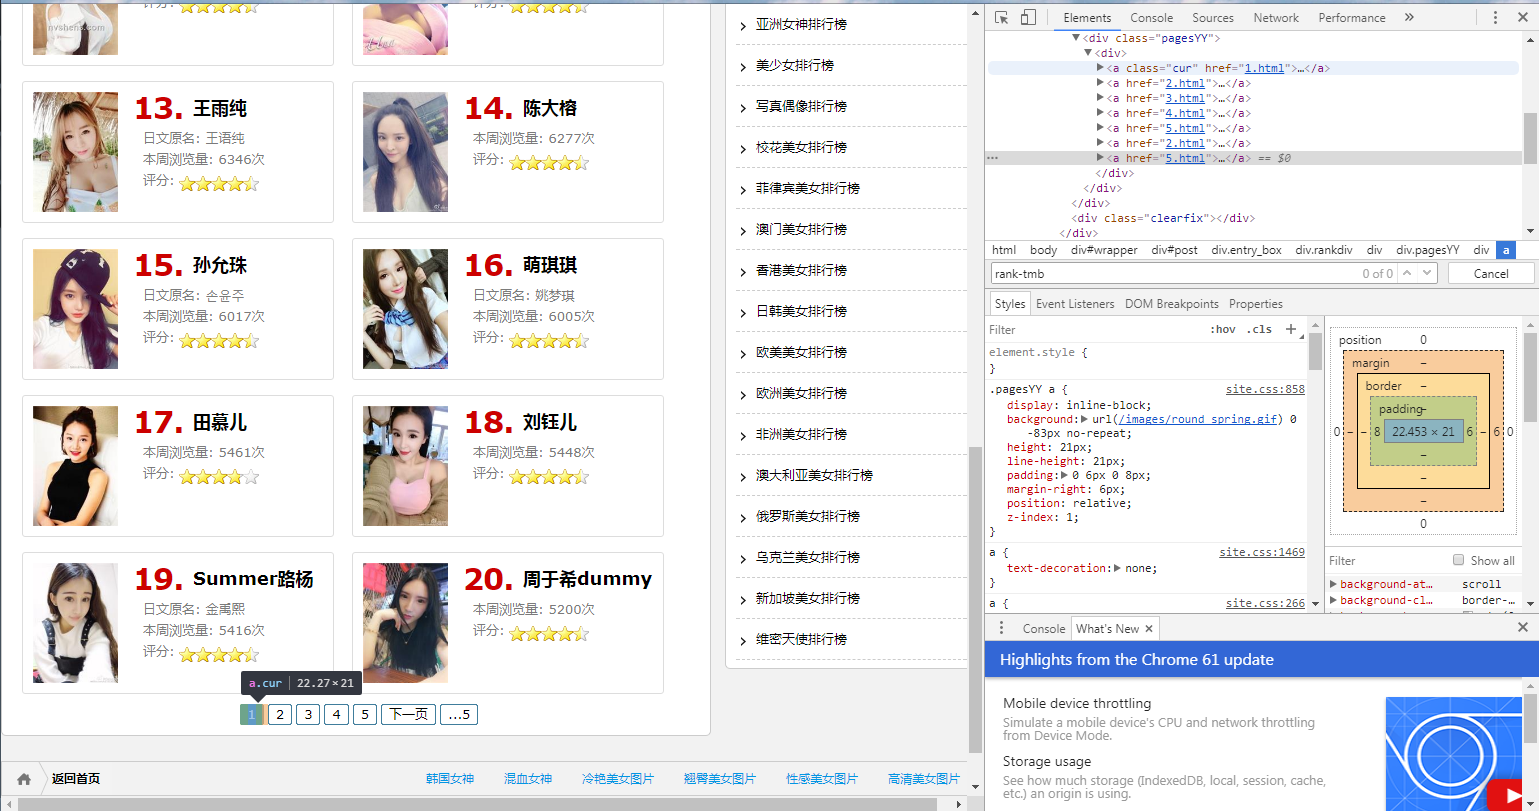 nvshens.com
亚洲女神排行榜
美少女排行榜
写真偶像排行榜
校花美女排行榜
菲律宾美女排行榜
澳门美女排行榜
香港美女排行榜
日韩美女排行榜
欧美美女排行榜
欧洲美女排行榜
非洲美女排行榜
澳大利亚美女排行榜
俄罗斯美女排行榜
乌克兰美女排行榜
新加坡美女排行榜
维密天使排行榜
13. 王雨纯
日文原名: 王语纯
本周浏览量: 6346次
评分:
14. 陈大榕
本周浏览量: 6277次
评分:
15. 孙允珠
日文原名: 손윤주
本周浏览量: 6017次
评分:
16. 萌琪琪
日文原名: 姚梦琪
本周浏览量: 6005次
评分:
17. 田慕儿
本周浏览量: 5461次
评分:
18. 刘钰儿
本周浏览量: 5448次
评分:
19. Summer路杨
日文原名: 金禹熙
本周浏览量: 5416次
评分:
20. 周于希dummy
本周浏览量: 5200次
评分:
a.cur 22.27×21
1 2 3 4 5 下一页 ...5
返回首页 韩国女神 混血女神 冷艳美女图片 翘臀美女图片 性感美女图片 高清美女图片
Elements Console Sources Network Performance »
<div class="pagesYY">
<div>
<a class="cur" href="1.html">…</a>
<a href="2.html">…</a>
<a href="3.html">…</a>
<a href="4.html">…</a>
<a href="5.html">…</a>
<a href="2.html">…</a>
<a href="5.html">…</a> == $0
</div>
</div>
</div>
<div class="clearfix"></div>
</div>
html body div#wrapper div#post div.entry_box div.rankdiv div div.pagesYY div a
rank-tmb 0 of 0 Cancel
Styles Event Listeners DOM Breakpoints Properties
Filter :hov .cls +
element.style {
}
.pagesYY a { site.css:858
display: inline-block;
background: url(/images/round_spring.gif) 0
-83px no-repeat;
height: 21px;
line-height: 21px;
padding: 0 6px 0 8px;
margin-right: 6px;
position: relative;
z-index: 1;
}
a { site.css:1469
text-decoration: none;
}
a { site.css:266
position 0
margin –
border –
padding –
0 – – 8 22.453 × 21 6 – 6 0
–
–
–
0
Filter Show all
background-at… scroll
background-cl… border-…
Console What's New ×
Highlights from the Chrome 61 update
Mobile device throttling
Simulate a mobile device's CPU and network throttling
from Device Mode.
Storage usage
See how much storage (IndexedDB, local, session, cache,
etc.) an origin is using.